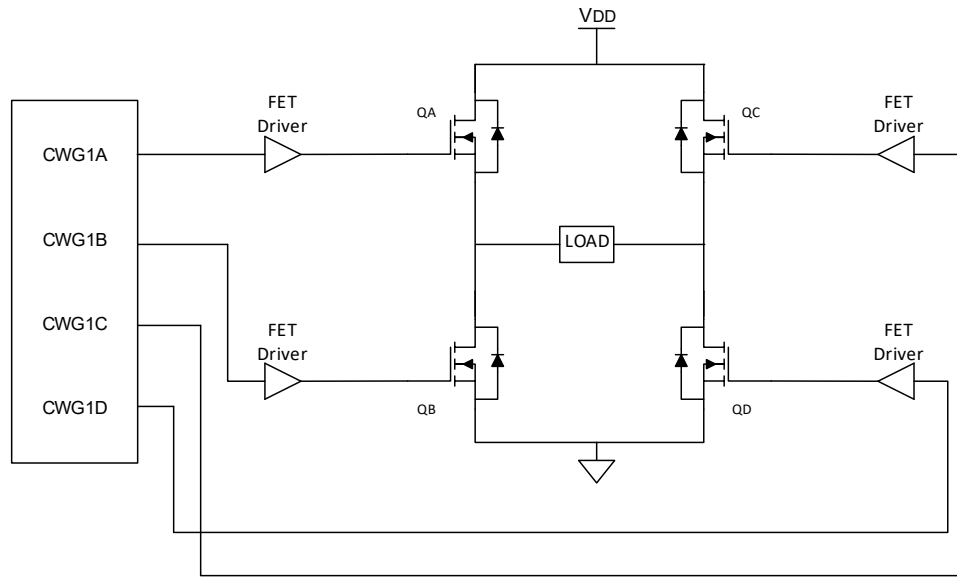 VDD
FET
Driver
QA
QC
FET
Driver
CWG1A
CWG1B
LOAD
CWG1C
FET
Driver
FET
Driver
CWG1D
QB
QD